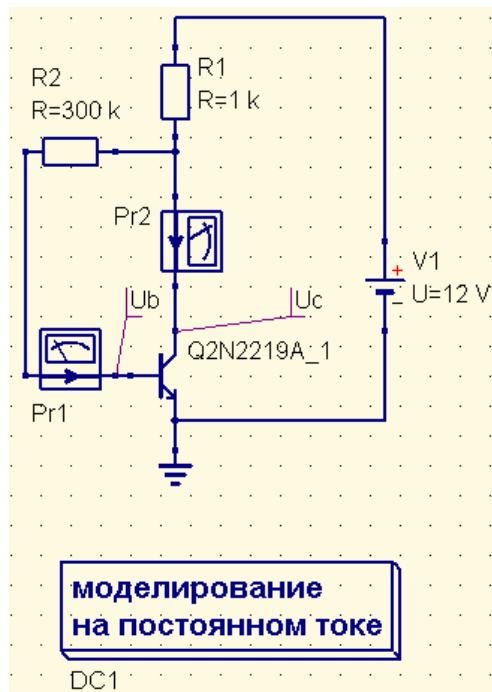 R1
R=1 k
R2
R=300 k
Pr2
V1
U=12 V
Ub
Uc
Q2N2219A_1
Pr1
моделирование
на постоянном токе
DC1